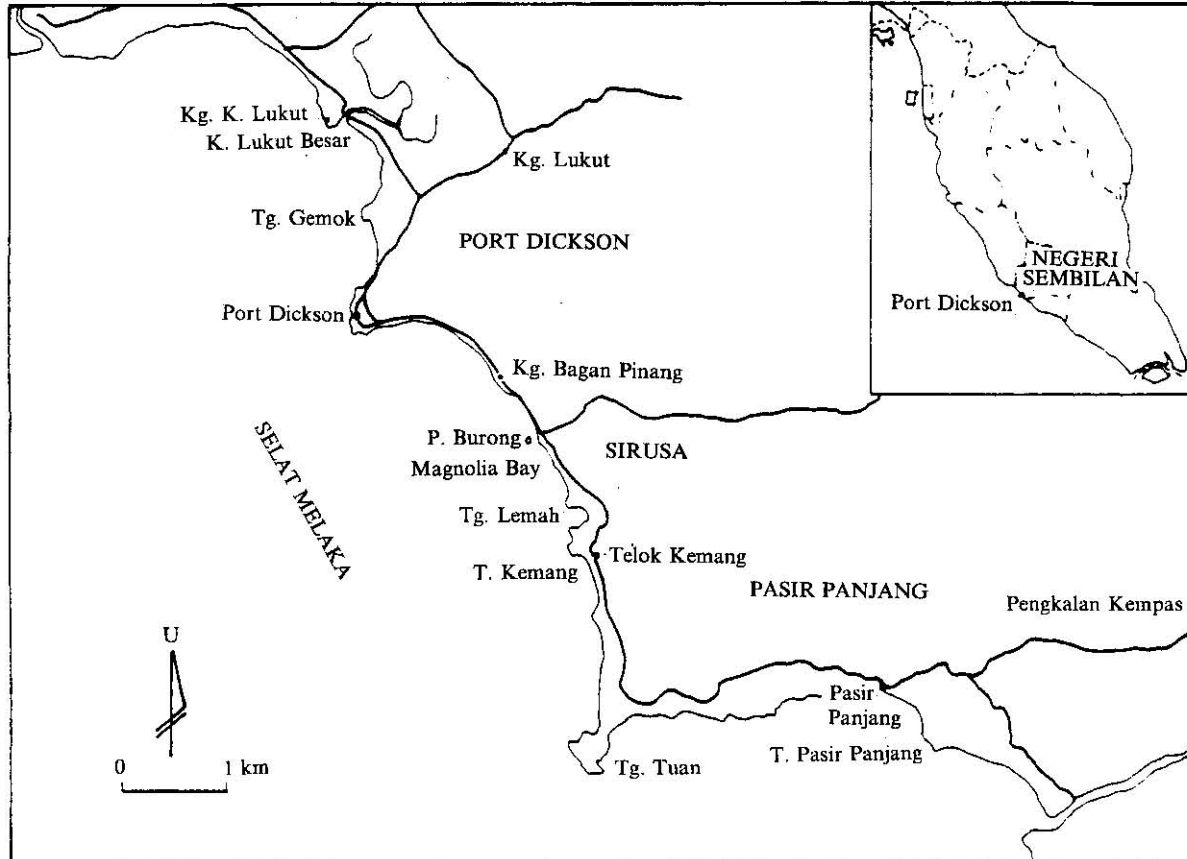 Kg. K. Lukut
K. Lukut Besar
Kg. Lukut
Tg. Gemok
PORT DICKSON
Port Dickson
Kg. Bagan Pinang
P. Burong
Magnolia Bay
SIRUSA
SELAT MELAKA
Tg. Lemah
T. Kemang
Telok Kemang
PASIR PANJANG
Pengkalan Kempas
Pasir
Panjang
T. Pasir Panjang
Tg. Tuan
U
0 1 km
NEGERI
SEMBILAN
Port Dickson